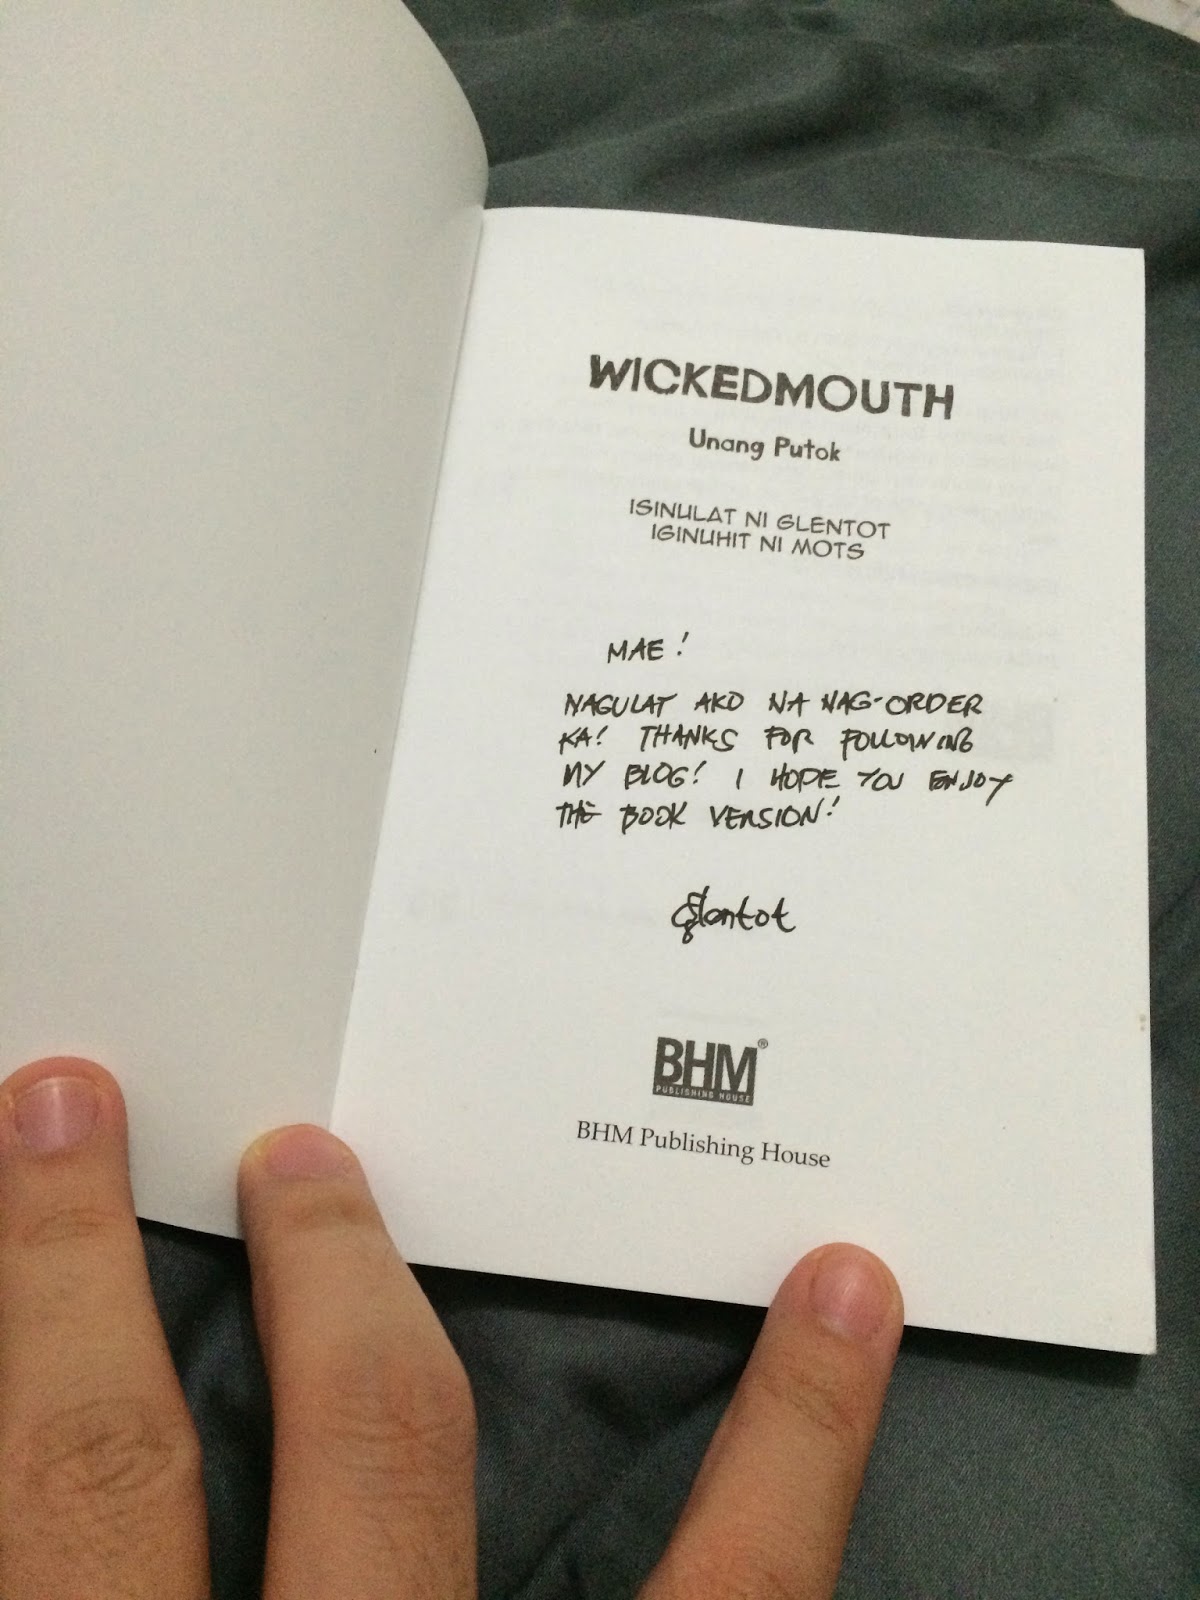 WICKEDMOUTH
Unang Putok
ISINULAT NI GLENTOT
IGINUHIT NI MOTS
MAE!
NAGULAT AKO NA NAG-ORDER
KA! THANKS FOR FOLLOWING
MY BLOG! I HOPE YOU ENJOY
THE BOOK VERSION!
Glentot
BHM®
PUBLISHING HOUSE
BHM Publishing House